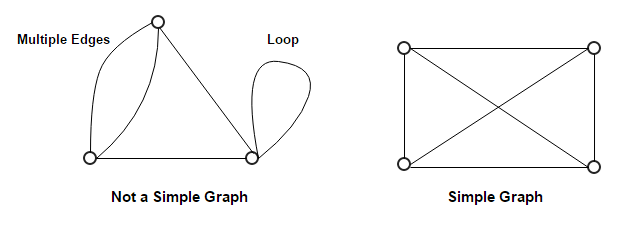 Multiple Edges
Loop
Not a Simple Graph
Simple Graph